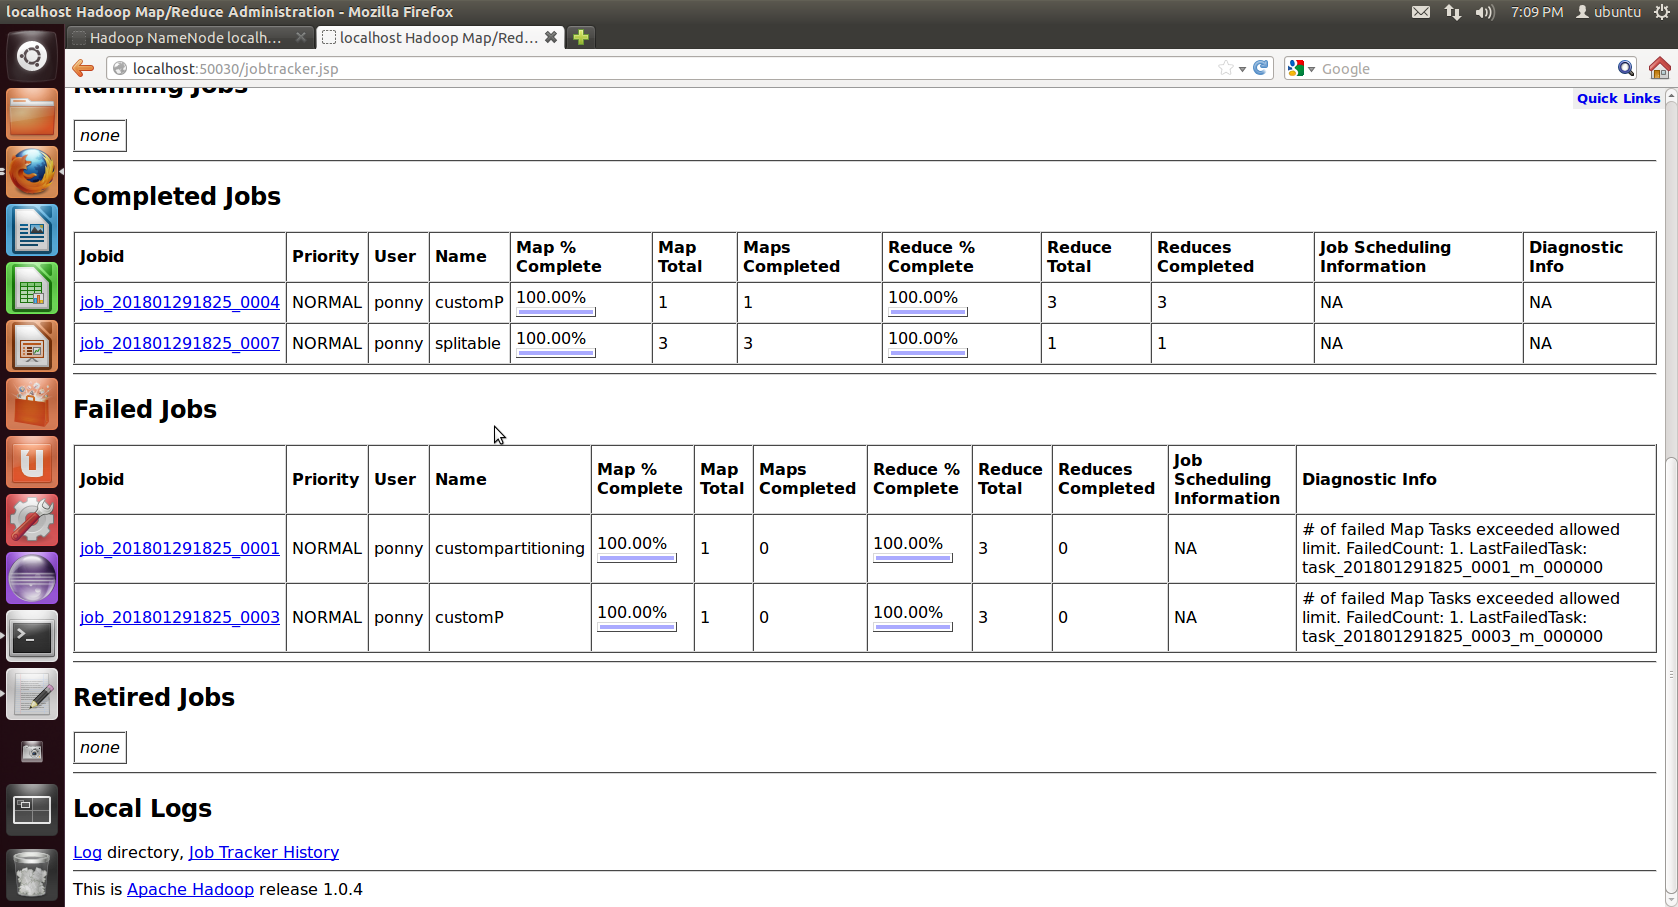 localhost Hadoop Map/Reduce Administration - Mozilla Firefox
7:09 PM ubuntu
Hadoop NameNode localh...
localhost Hadoop Map/Red...
localhost:50030/jobtracker.jsp
Google
Running Jobs
Quick Links
none
Completed Jobs
Jobid Priority User Name Map % Complete Map Total Maps Completed Reduce % Complete Reduce Total Reduces Completed Job Scheduling Information Diagnostic Info
job_201801291825_0004 NORMAL ponny customP 100.00% 1 1 100.00% 3 3 NA NA
job_201801291825_0007 NORMAL ponny splitable 100.00% 3 3 100.00% 1 1 NA NA
Failed Jobs
Jobid Priority User Name Map % Complete Map Total Maps Completed Reduce % Complete Reduce Total Reduces Completed Job Scheduling Information Diagnostic Info
job_201801291825_0001 NORMAL ponny custompartitioning 100.00% 1 0 100.00% 3 0 NA # of failed Map Tasks exceeded allowed
limit. FailedCount: 1. LastFailedTask:
task_201801291825_0001_m_000000
job_201801291825_0003 NORMAL ponny customP 100.00% 1 0 100.00% 3 0 NA # of failed Map Tasks exceeded allowed
limit. FailedCount: 1. LastFailedTask:
task_201801291825_0003_m_000000
Retired Jobs
none
Local Logs
Log directory, Job Tracker History
This is Apache Hadoop release 1.0.4